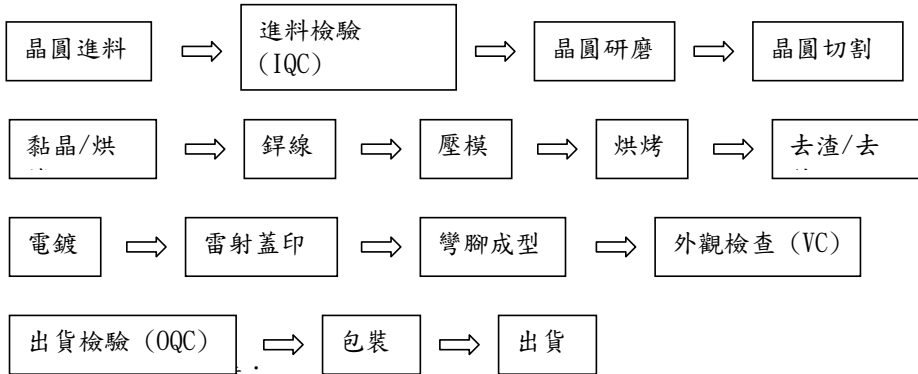 晶圓進料
進料檢驗
(IQC)
晶圓研磨
晶圓切割
黏晶/烘
銲線
壓模
烘烤
去渣/去
電鍍
雷射蓋印
彎腳成型
外觀檢查 (VC)
出貨檢驗 (OQC)
包裝
出貨